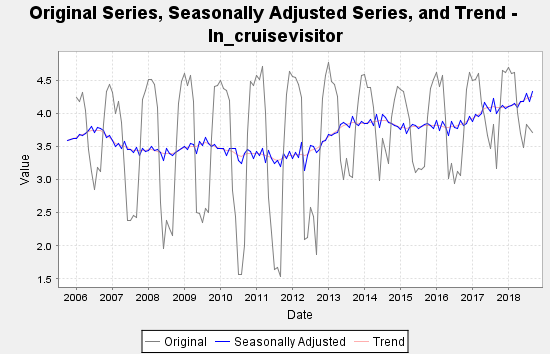 Original Series, Seasonally Adjusted Series, and Trend -
ln_cruisevisitor
Value
4.5
4.0
3.5
3.0
2.5
2.0
1.5
2006 2007 2008 2009 2010 2011 2012 2013 2014 2015 2016 2017 2018
Date
Original Seasonally Adjusted Trend